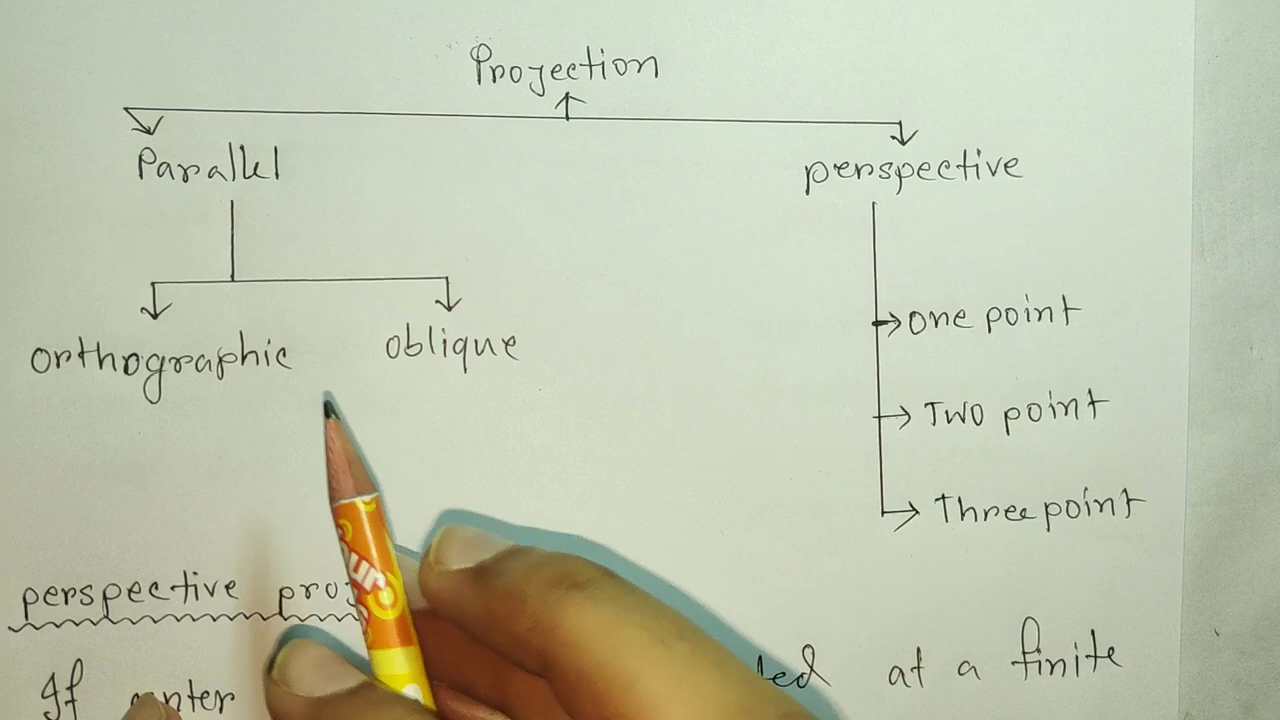 Projection
Parallel
perspective
orthographic
oblique
one point
Two point
Three point
perspective
If
at a finite